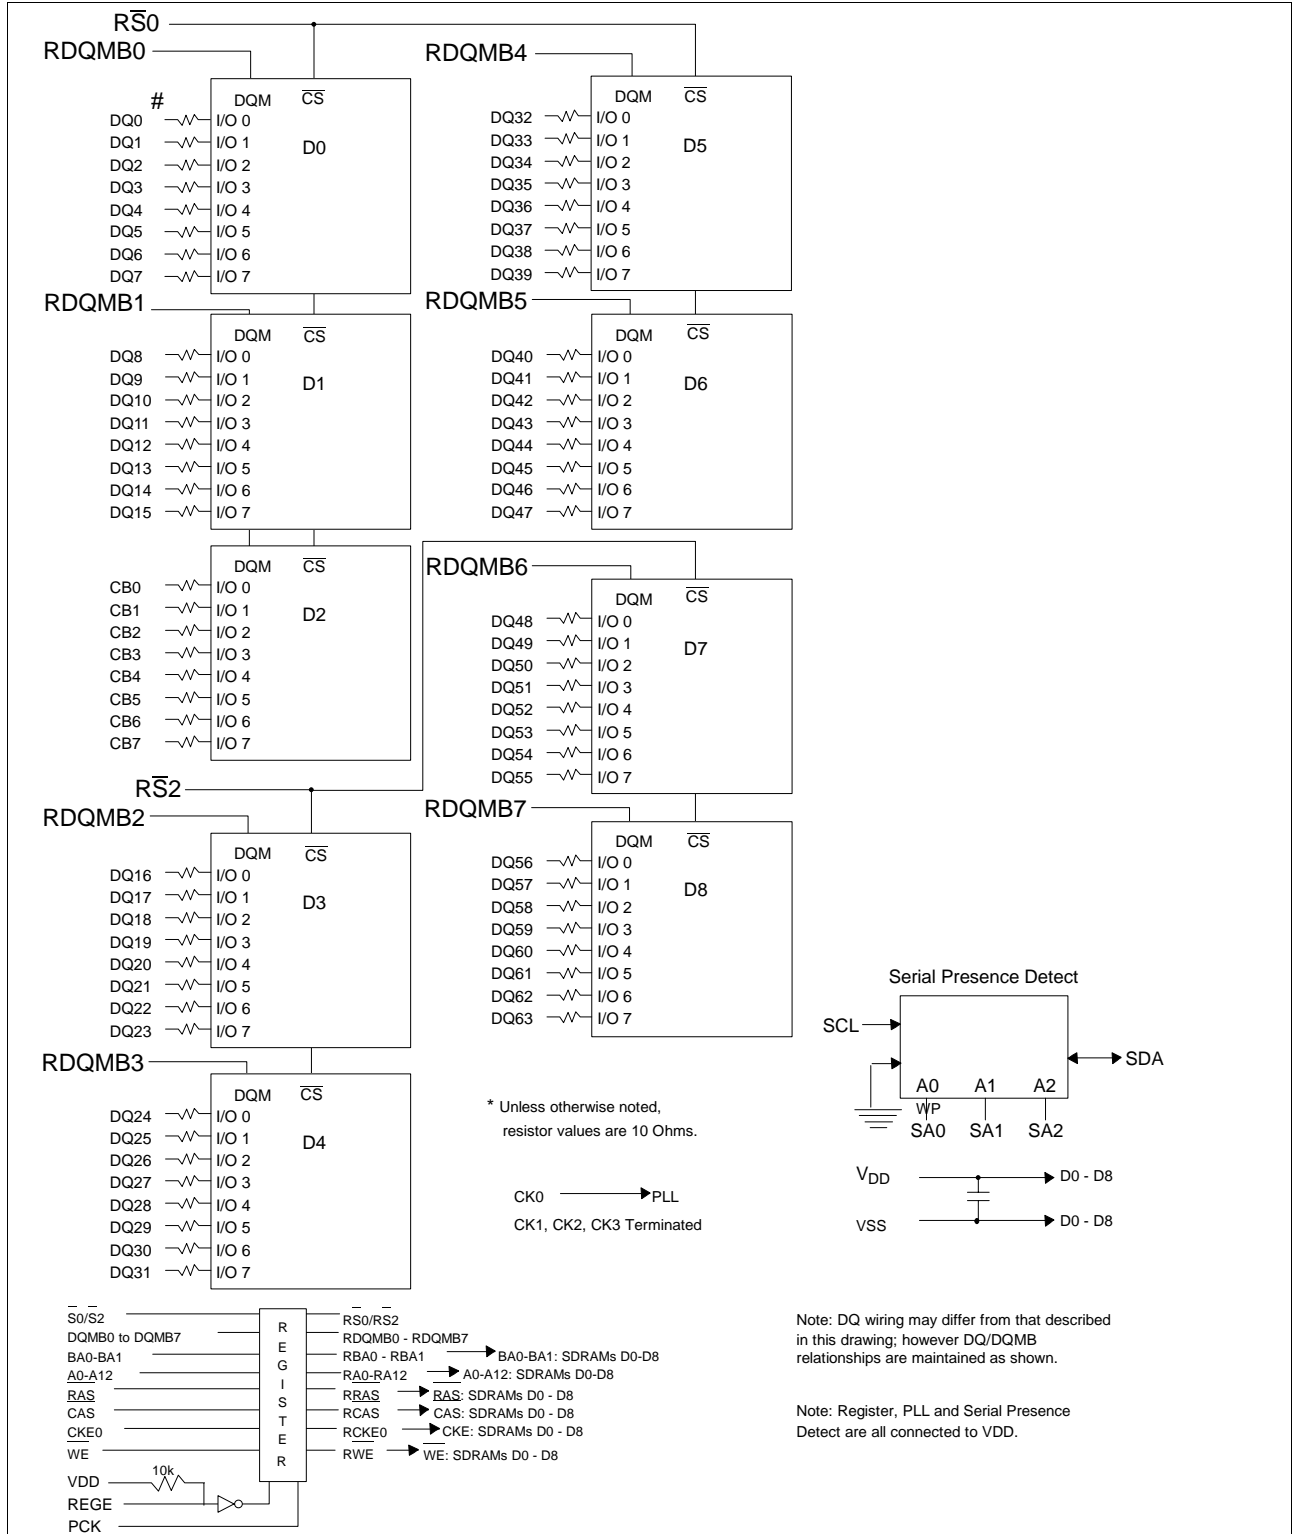 RS0
RDQMB0
#
DQM CS
D0
DQ0 I/O 0
DQ1 I/O 1
DQ2 I/O 2
DQ3 I/O 3
DQ4 I/O 4
DQ5 I/O 5
DQ6 I/O 6
DQ7 I/O 7
RDQMB1
DQM CS
D1
DQ8 I/O 0
DQ9 I/O 1
DQ10 I/O 2
DQ11 I/O 3
DQ12 I/O 4
DQ13 I/O 5
DQ14 I/O 6
DQ15 I/O 7
DQM CS
D2
CB0 I/O 0
CB1 I/O 1
CB2 I/O 2
CB3 I/O 3
CB4 I/O 4
CB5 I/O 5
CB6 I/O 6
CB7 I/O 7
RS2
RDQMB2
DQM CS
D3
DQ16 I/O 0
DQ17 I/O 1
DQ18 I/O 2
DQ19 I/O 3
DQ20 I/O 4
DQ21 I/O 5
DQ22 I/O 6
DQ23 I/O 7
RDQMB3
DQM CS
D4
DQ24 I/O 0
DQ25 I/O 1
DQ26 I/O 2
DQ27 I/O 3
DQ28 I/O 4
DQ29 I/O 5
DQ30 I/O 6
DQ31 I/O 7
RDQMB4
DQM CS
D5
DQ32 I/O 0
DQ33 I/O 1
DQ34 I/O 2
DQ35 I/O 3
DQ36 I/O 4
DQ37 I/O 5
DQ38 I/O 6
DQ39 I/O 7
RDQMB5
DQM CS
D6
DQ40 I/O 0
DQ41 I/O 1
DQ42 I/O 2
DQ43 I/O 3
DQ44 I/O 4
DQ45 I/O 5
DQ46 I/O 6
DQ47 I/O 7
RDQMB6
DQM CS
D7
DQ48 I/O 0
DQ49 I/O 1
DQ50 I/O 2
DQ51 I/O 3
DQ52 I/O 4
DQ53 I/O 5
DQ54 I/O 6
DQ55 I/O 7
RDQMB7
DQM CS
D8
DQ56 I/O 0
DQ57 I/O 1
DQ58 I/O 2
DQ59 I/O 3
DQ60 I/O 4
DQ61 I/O 5
DQ62 I/O 6
DQ63 I/O 7
* Unless otherwise noted,
resistor values are 10 Ohms.
CK0 PLL
CK1, CK2, CK3 Terminated
Serial Presence Detect
SCL
SDA
A0 A1 A2
WP
SA0 SA1 SA2
VDD D0 - D8
VSS D0 - D8
S0/S2 RS0/RS2
DQMB0 to DQMB7 RDQMB0 - RDQMB7
BA0-BA1 RBA0 - RBA1 BA0-BA1: SDRAMs D0-D8
A0-A12 RA0-RA12 A0-A12: SDRAMs D0-D8
RAS RRAS RAS: SDRAMs D0 - D8
CAS RCAS CAS: SDRAMs D0 - D8
CKE0 RCKE0 CKE: SDRAMs D0 - D8
WE RWE WE: SDRAMs D0 - D8
REGISTER
10k
VDD
REGE
PCK
Note: DQ wiring may differ from that described
in this drawing; however DQ/DQMB
relationships are maintained as shown.
Note: Register, PLL and Serial Presence
Detect are all connected to VDD.